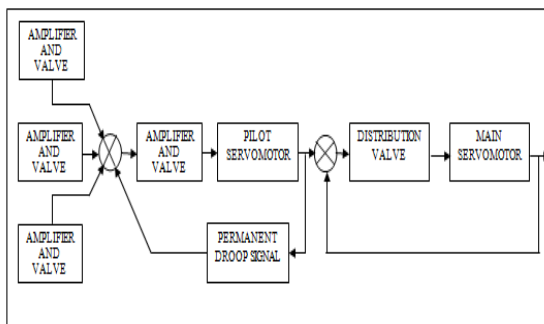 AMPLIFIER
AND
VALVE
AMPLIFIER
AND
VALVE
AMPLIFIER
AND
VALVE
PILOT
SERVOMOTOR
DISTRIBUTION
VALVE
MAIN
SERVOMOTOR
AMPLIFIER
AND
VALVE
PERMANENT
DROOP SIGNAL